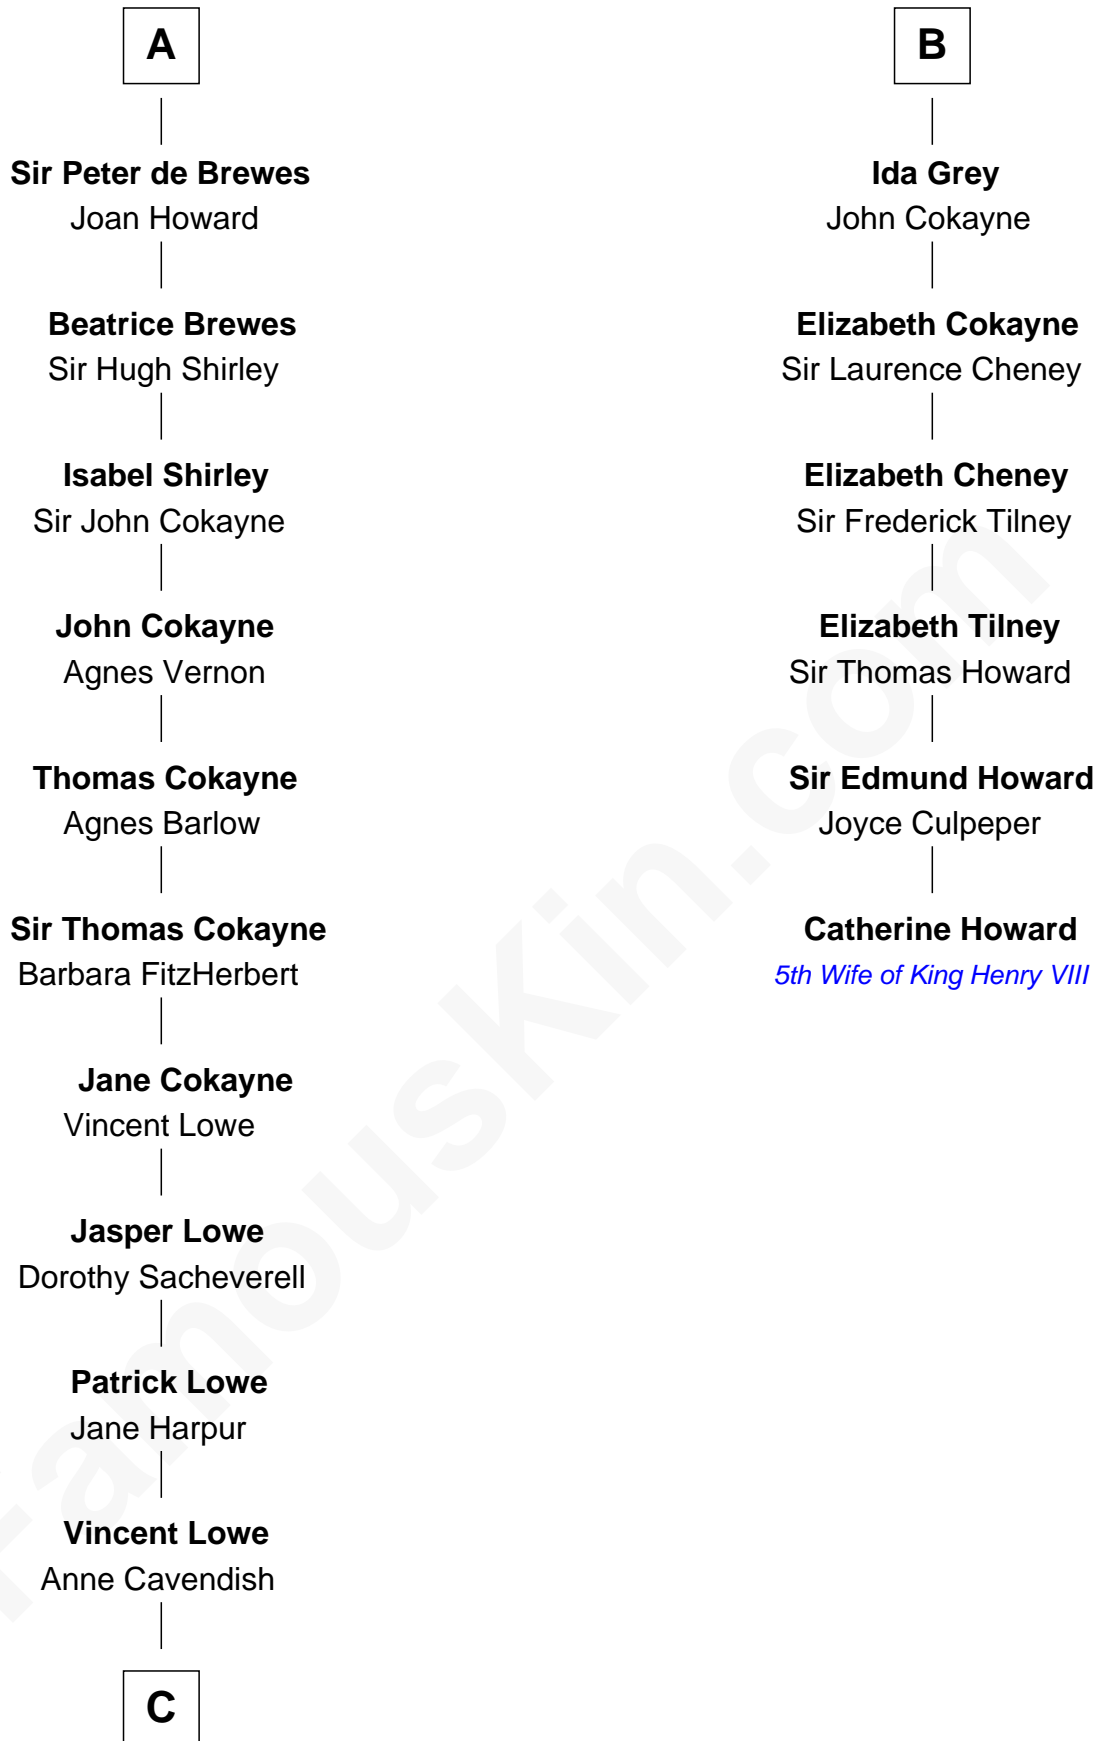 A
Sir Peter de Brewes
Joan Howard
Beatrice Brewes
Sir Hugh Shirley
Isabel Shirley
Sir John Cokayne
John Cokayne
Agnes Vernon
Thomas Cokayne
Agnes Barlow
Sir Thomas Cokayne
Barbara FitzHerbert
Jane Cokayne
Vincent Lowe
Jasper Lowe
Dorothy Sacheverell
Patrick Lowe
Jane Harpur
Vincent Lowe
Anne Cavendish
C
B
Ida Grey
John Cokayne
Elizabeth Cokayne
Sir Laurence Cheney
Elizabeth Cheney
Sir Frederick Tilney
Elizabeth Tilney
Sir Thomas Howard
Sir Edmund Howard
Joyce Culpeper
Catherine Howard
5th Wife of King Henry VIII
FamousKin.com